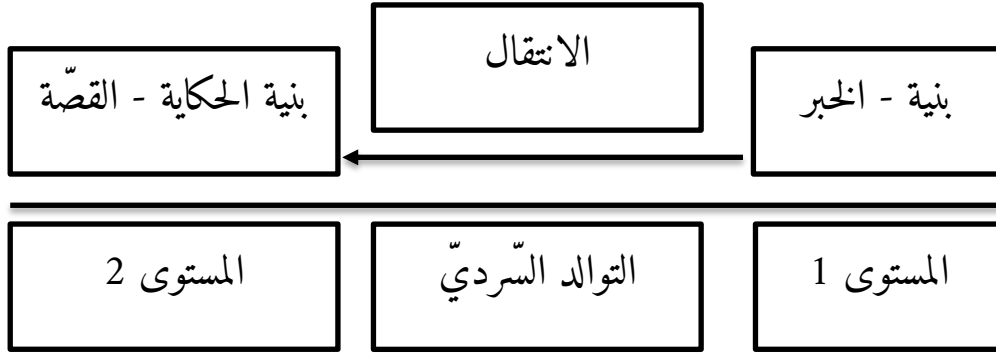 الانتقال
بنية - الخبر
بنية الحكاية - القصّة
المستوى 1
التوالد السّرديّ
المستوى 2